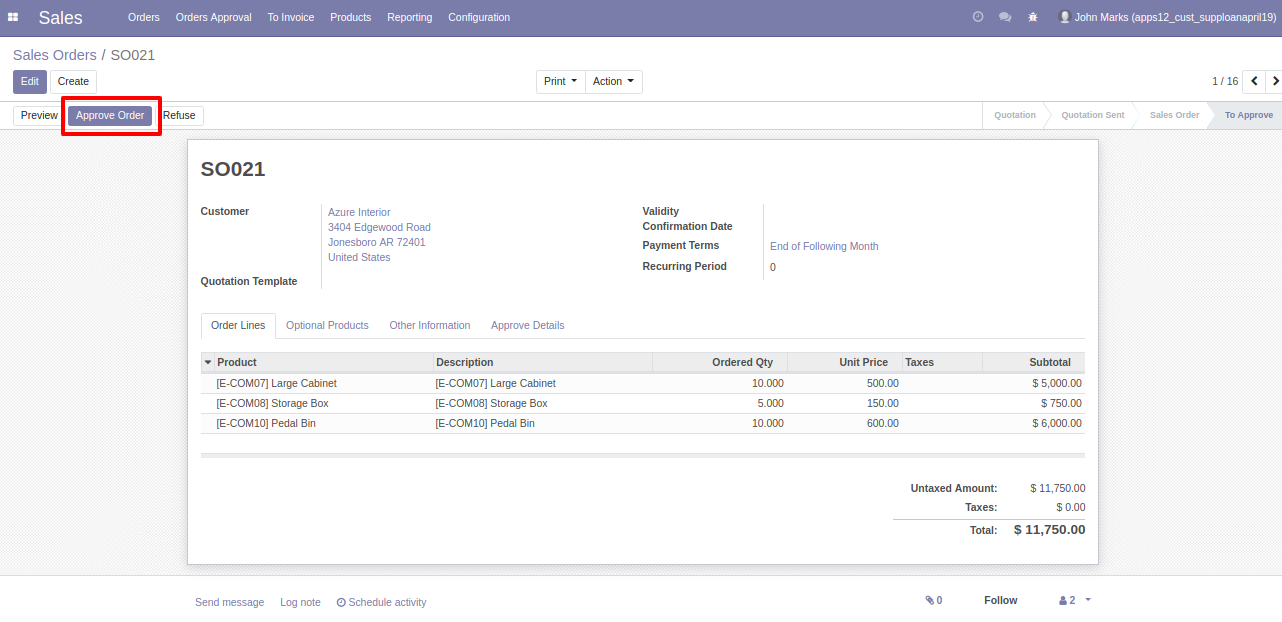 Sales Orders Orders Approval To Invoice Products Reporting Configuration John Marks (apps12_cust_supploanapril19)
Sales Orders / SO021
Edit Create Print Action 1 / 16
Preview Approve Order Refuse Quotation Quotation Sent Sales Order To Approve
SO021
Customer Azure Interior Validity
3404 Edgewood Road Confirmation Date
Jonesboro AR 72401 Payment Terms End of Following Month
United States Recurring Period 0
Quotation Template
Order Lines Optional Products Other Information Approve Details
Product Description Ordered Qty Unit Price Taxes Subtotal
[E-COM07] Large Cabinet [E-COM07] Large Cabinet 10.000 500.00 $ 5,000.00
[E-COM08] Storage Box [E-COM08] Storage Box 5.000 150.00 $ 750.00
[E-COM10] Pedal Bin [E-COM10] Pedal Bin 10.000 600.00 $ 6,000.00
Untaxed Amount: $ 11,750.00
Taxes: $ 0.00
Total: $ 11,750.00
Send message Log note Schedule activity 0 Follow 2